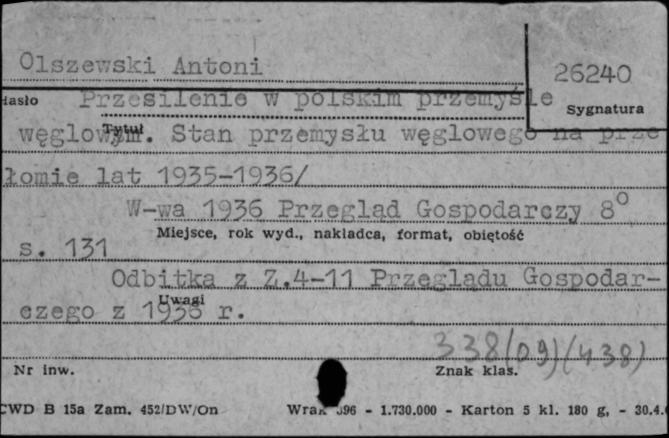 Olszewski Antoni
26240
Hasło
Przesilenie w polskim przemyśle
Sygnatura
Tytuł
węglowym. Stan przemysłu węglowego na prze
łomie lat 1935-1936/
W-wa 1936 Przegląd Gospodarczy 8°
Miejsce, rok wyd., nakładca, format, objętość
s. 131
Odbitka z Z.4-11 Przeglądu Gospodar-
Uwagi
czego z 1936 r.
338(09)(438)
Nr inw.
Znak klas.
CWD B 15a Zam. 452/DW/On
- 1.730.000 - Karton 5 kl. 180 g, - 30.4.